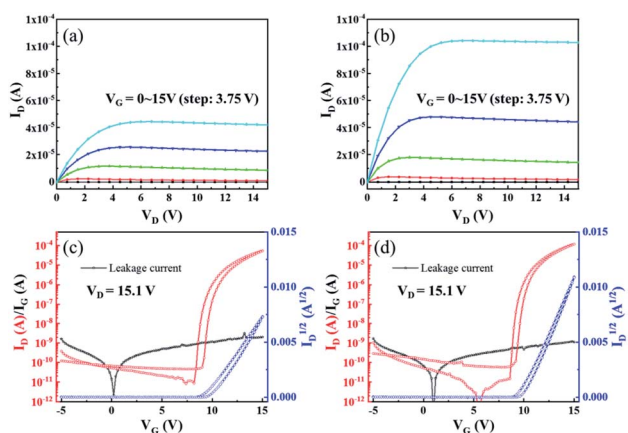 (a)
1x10⁻⁴
8x10⁻⁵
6x10⁻⁵
4x10⁻⁵
2x10⁻⁵
0
I_D (A)
V_G = 0~15V (step: 3.75 V)
0 2 4 6 8 10 12 14
V_D (V)
(b)
1x10⁻⁴
8x10⁻⁵
6x10⁻⁵
4x10⁻⁵
2x10⁻⁵
0
I_D (A)
V_G = 0~15V (step: 3.75 V)
0 2 4 6 8 10 12 14
V_D (V)
(c)
10⁻⁴
10⁻⁵
10⁻⁶
10⁻⁷
10⁻⁸
10⁻⁹
10⁻¹⁰
10⁻¹¹
10⁻¹²
I_D (A)/I_G (A)
Leakage current
V_D = 15.1 V
0.015
0.010
0.005
0.000
I_D^1/2 (A^1/2)
-5 0 5 10 15
V_G (V)
(d)
10⁻⁴
10⁻⁵
10⁻⁶
10⁻⁷
10⁻⁸
10⁻⁹
10⁻¹⁰
10⁻¹¹
10⁻¹²
I_D (A)/I_G (A)
Leakage current
V_D = 15.1 V
0.015
0.010
0.005
0.000
I_D^1/2 (A^1/2)
-5 0 5 10 15
V_G (V)